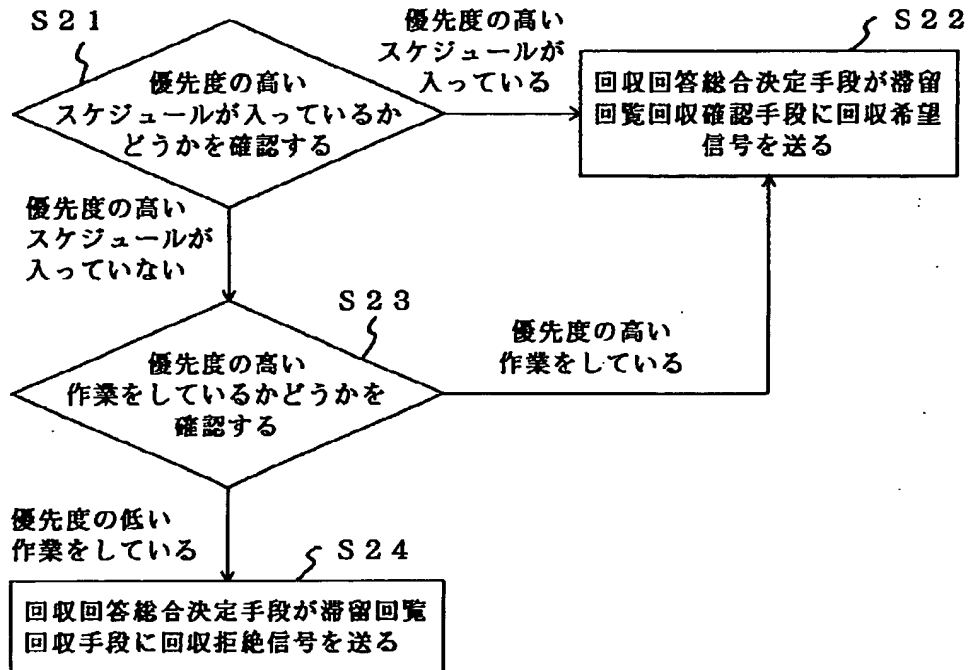 S21
優先度の高い
スケジュールが入っているか
どうかを確認する
優先度の高い
スケジュールが
入っている
S22
回収回答総合決定手段が滞留
回覧回収確認手段に回収希望
信号を送る
優先度の高い
スケジュールが
入っていない
S23
優先度の高い
作業をしているかどうかを
確認する
優先度の高い
作業をしている
優先度の低い
作業をしている
S24
回収回答総合決定手段が滞留回覧
回収手段に回収拒絶信号を送る